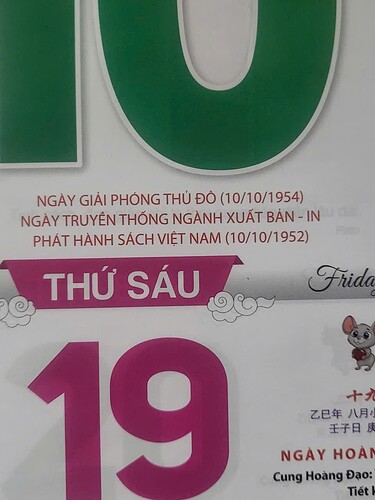 10
NGÀY GIẢI PHÓNG THỦ ĐÔ (10/10/1954)
NGÀY TRUYỀN THỐNG NGÀNH XUẤT BẢN - IN
PHÁT HÀNH SÁCH VIỆT NAM (10/10/1952)
THỨ SÁU
Friday
19
十九
乙巳年 八月小
壬子日 庚
NGÀY HOÀN
Cung Hoàng Đạo:
Tiết k